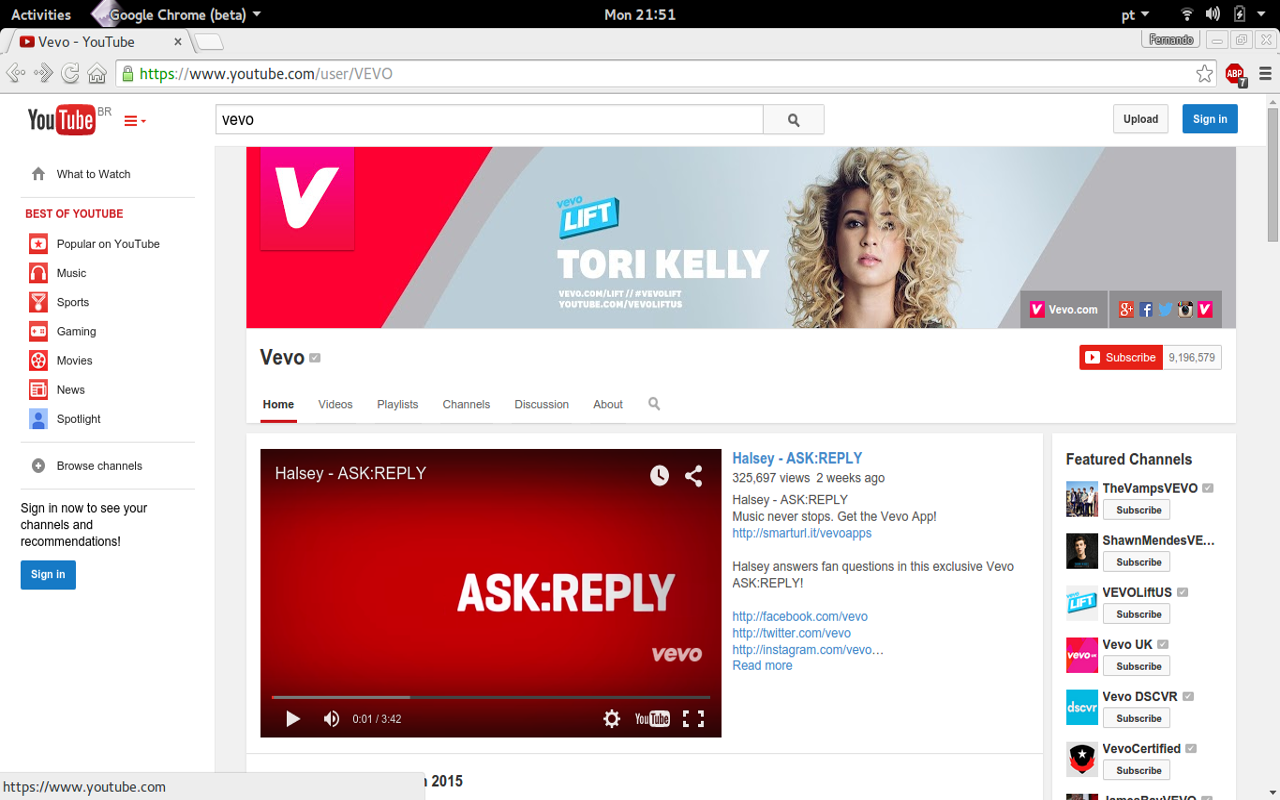 Activities
Google Chrome (beta)
Mon 21:51
pt
Vevo - YouTube
Fernando
https://www.youtube.com/user/VEVO
ABP
7
YouTube BR
vevo
Upload
Sign in
What to Watch
BEST OF YOUTUBE
Popular on YouTube
Music
Sports
Gaming
Movies
News
Spotlight
Browse channels
Sign in now to see your
channels and
recommendations!
Sign in
V
vevo
LIFT
TORI KELLY
VEVO.COM/LIFT // #VEVOLIFT
YOUTUBE.COM/VEVOLIFTUS
Vevo.com
Vevo
Subscribe 9,196,579
Home Videos Playlists Channels Discussion About
Halsey - ASK:REPLY
ASK:REPLY
vevo
0:01 / 3:42
YouTube
Halsey - ASK:REPLY
325,697 views 2 weeks ago
Halsey - ASK:REPLY
Music never stops. Get the Vevo App!
http://smarturl.it/vevoapps
Halsey answers fan questions in this exclusive Vevo
ASK:REPLY!
http://facebook.com/vevo
http://twitter.com/vevo
http://instagram.com/vevo…
Read more
Featured Channels
TheVampsVEVO
Subscribe
ShawnMendesVE...
Subscribe
vevo
LIFT
VEVOLiftUS
Subscribe
vevo
Vevo UK
Subscribe
dscvr
Vevo DSCVR
Subscribe
VevoCertified
Subscribe
JamesBayVEVO
2015
https://www.youtube.com